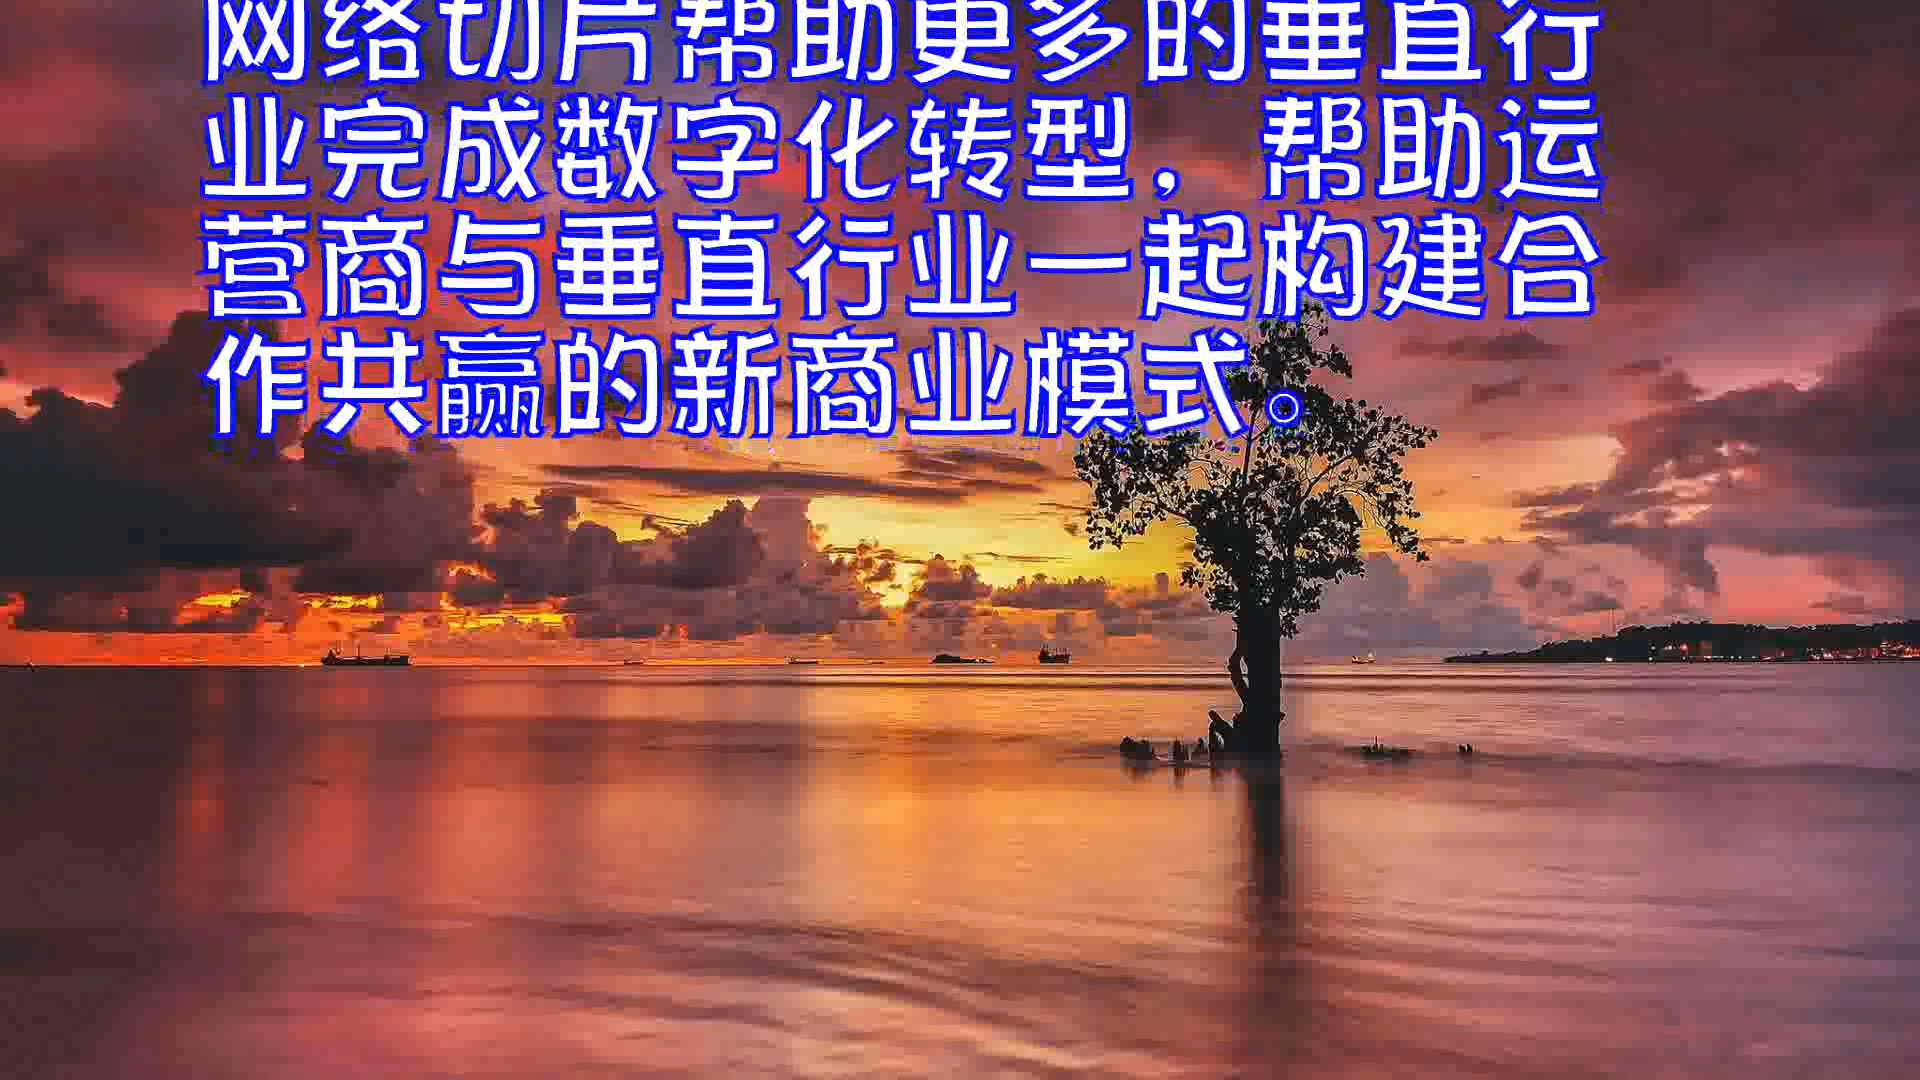 网络切片帮助更多的垂直行
业完成数字化转型，帮助运
营商与垂直行业一起构建合
作共赢的新商业模式。